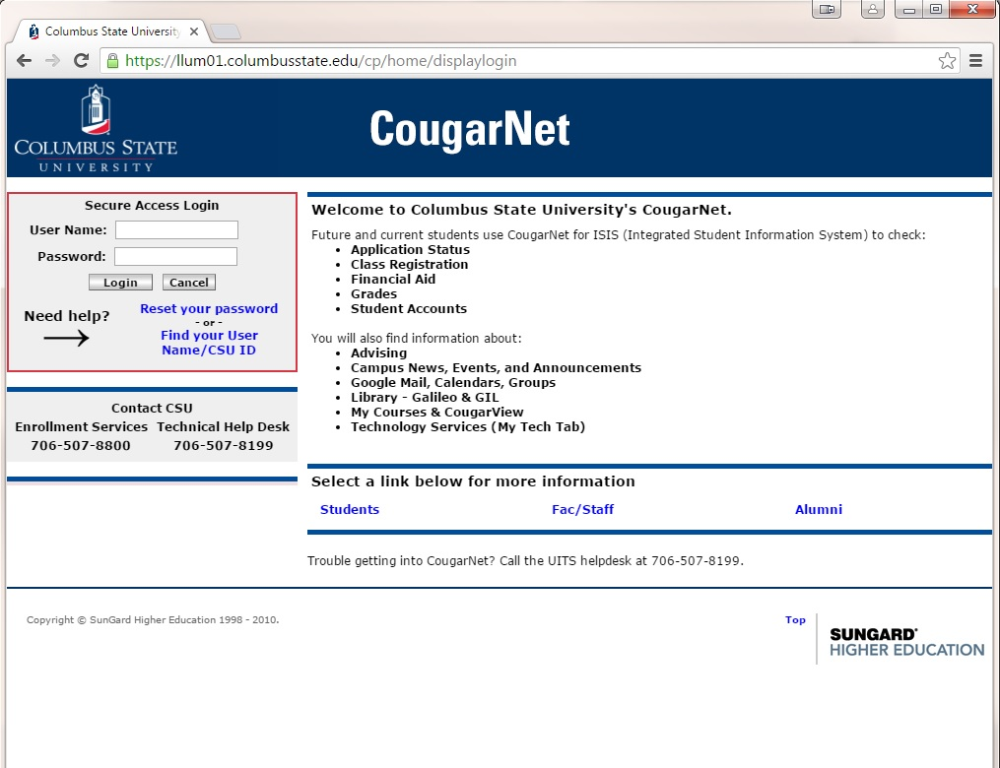 Columbus State University
https://llum01.columbusstate.edu/cp/home/displaylogin
COLUMBUS STATE
UNIVERSITY
CougarNet
Secure Access Login
User Name:
Password:
Login Cancel
Need help?
Reset your password
- or -
Find your User
Name/CSU ID
Contact CSU
Enrollment Services Technical Help Desk
706-507-8800 706-507-8199
Welcome to Columbus State University's CougarNet.
Future and current students use CougarNet for ISIS (Integrated Student Information System) to check:
• Application Status
• Class Registration
• Financial Aid
• Grades
• Student Accounts
You will also find information about:
• Advising
• Campus News, Events, and Announcements
• Google Mail, Calendars, Groups
• Library - Galileo & GIL
• My Courses & CougarView
• Technology Services (My Tech Tab)
Select a link below for more information
Students Fac/Staff Alumni
Trouble getting into CougarNet? Call the UITS helpdesk at 706-507-8199.
Copyright © SunGard Higher Education 1998 - 2010.
Top
SUNGARD®
HIGHER EDUCATION